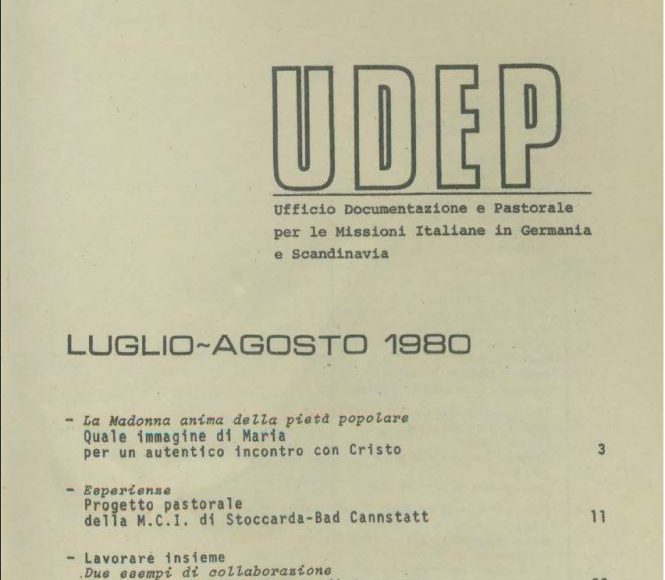 UDEP
Ufficio Documentazione e Pastorale
per le Missioni Italiane in Germania
e Scandinavia
LUGLIO~AGOSTO 1980
- La Madonna anima della pietà popolare
Quale immagine di Maria
per un autentico incontro con Cristo 3
- Esperienze
Progetto pastorale
della M.C.I. di Stoccarda-Bad Cannstatt 11
- Lavorare insieme
Due esempi di collaborazione